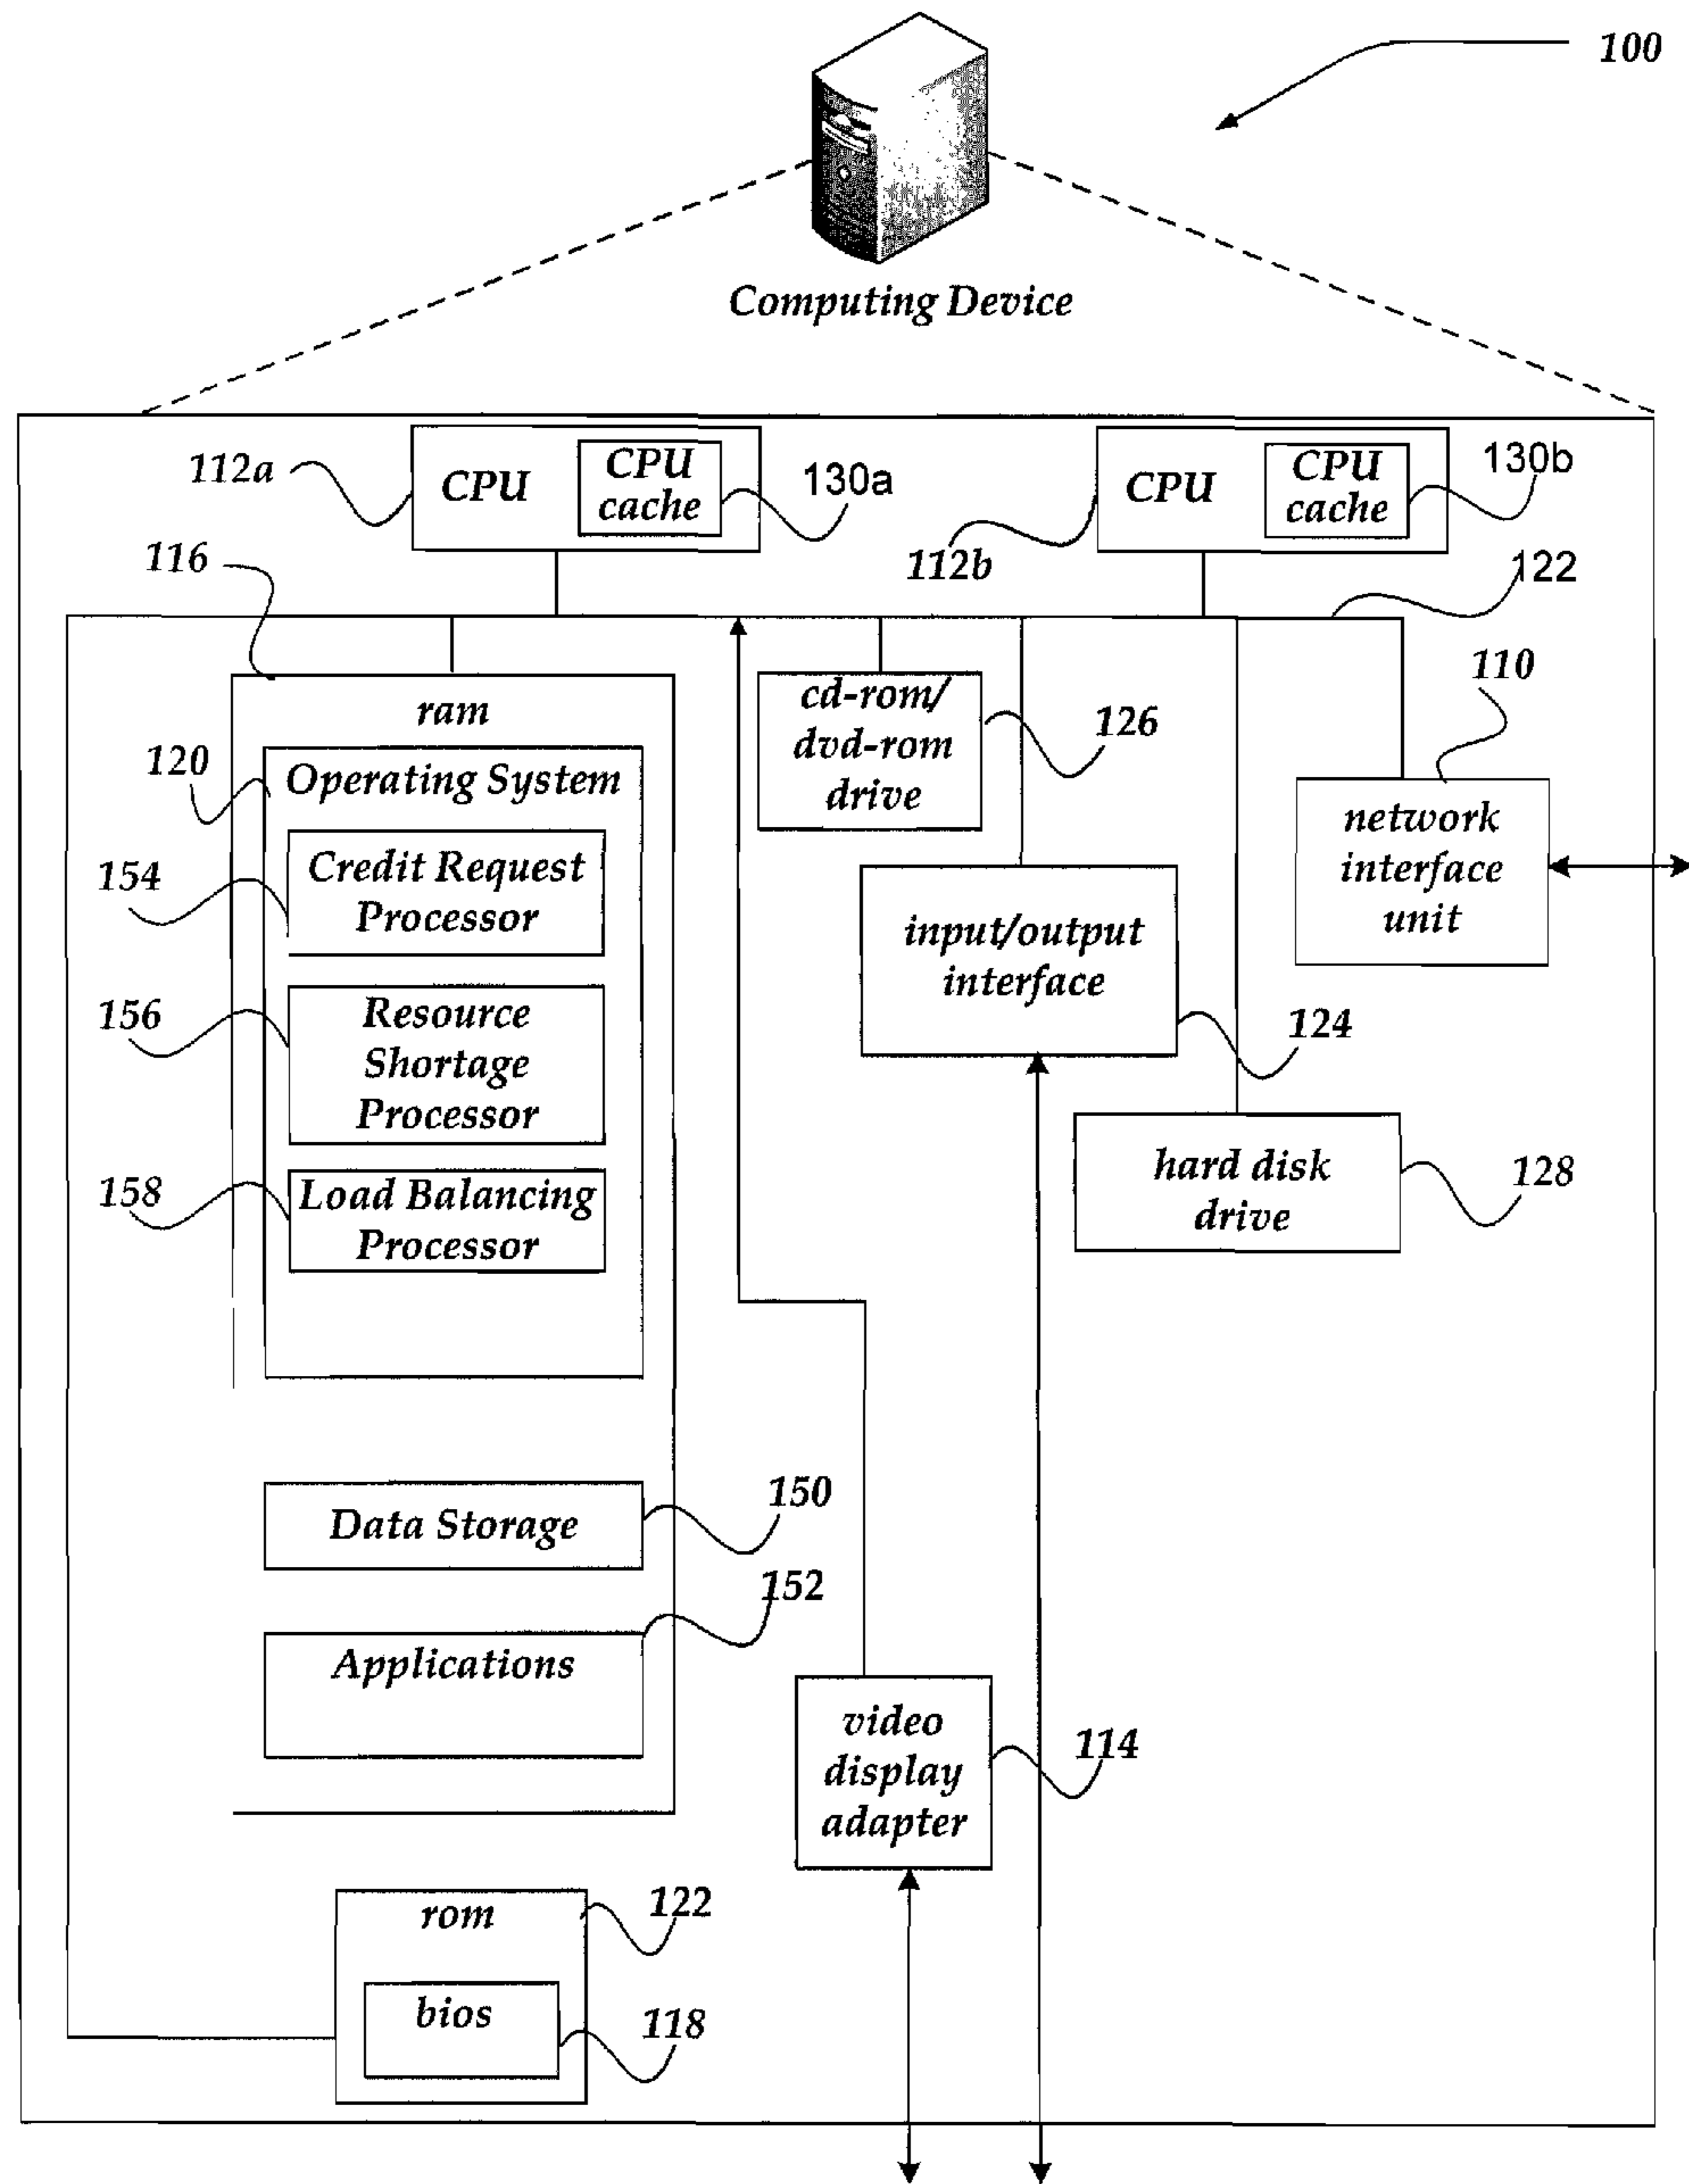 100
Computing Device
112a
CPU
CPU
cache
130a
CPU
CPU
cache
130b
112b
116
122
ram
120
Operating System
154
Credit Request
Processor
156
Resource
Shortage
Processor
158
Load Balancing
Processor
cd-rom/
dvd-rom
drive
126
110
network
interface
unit
input/output
interface
124
hard disk
drive
128
Data Storage
150
Applications
152
video
display
adapter
114
rom
122
bios
118